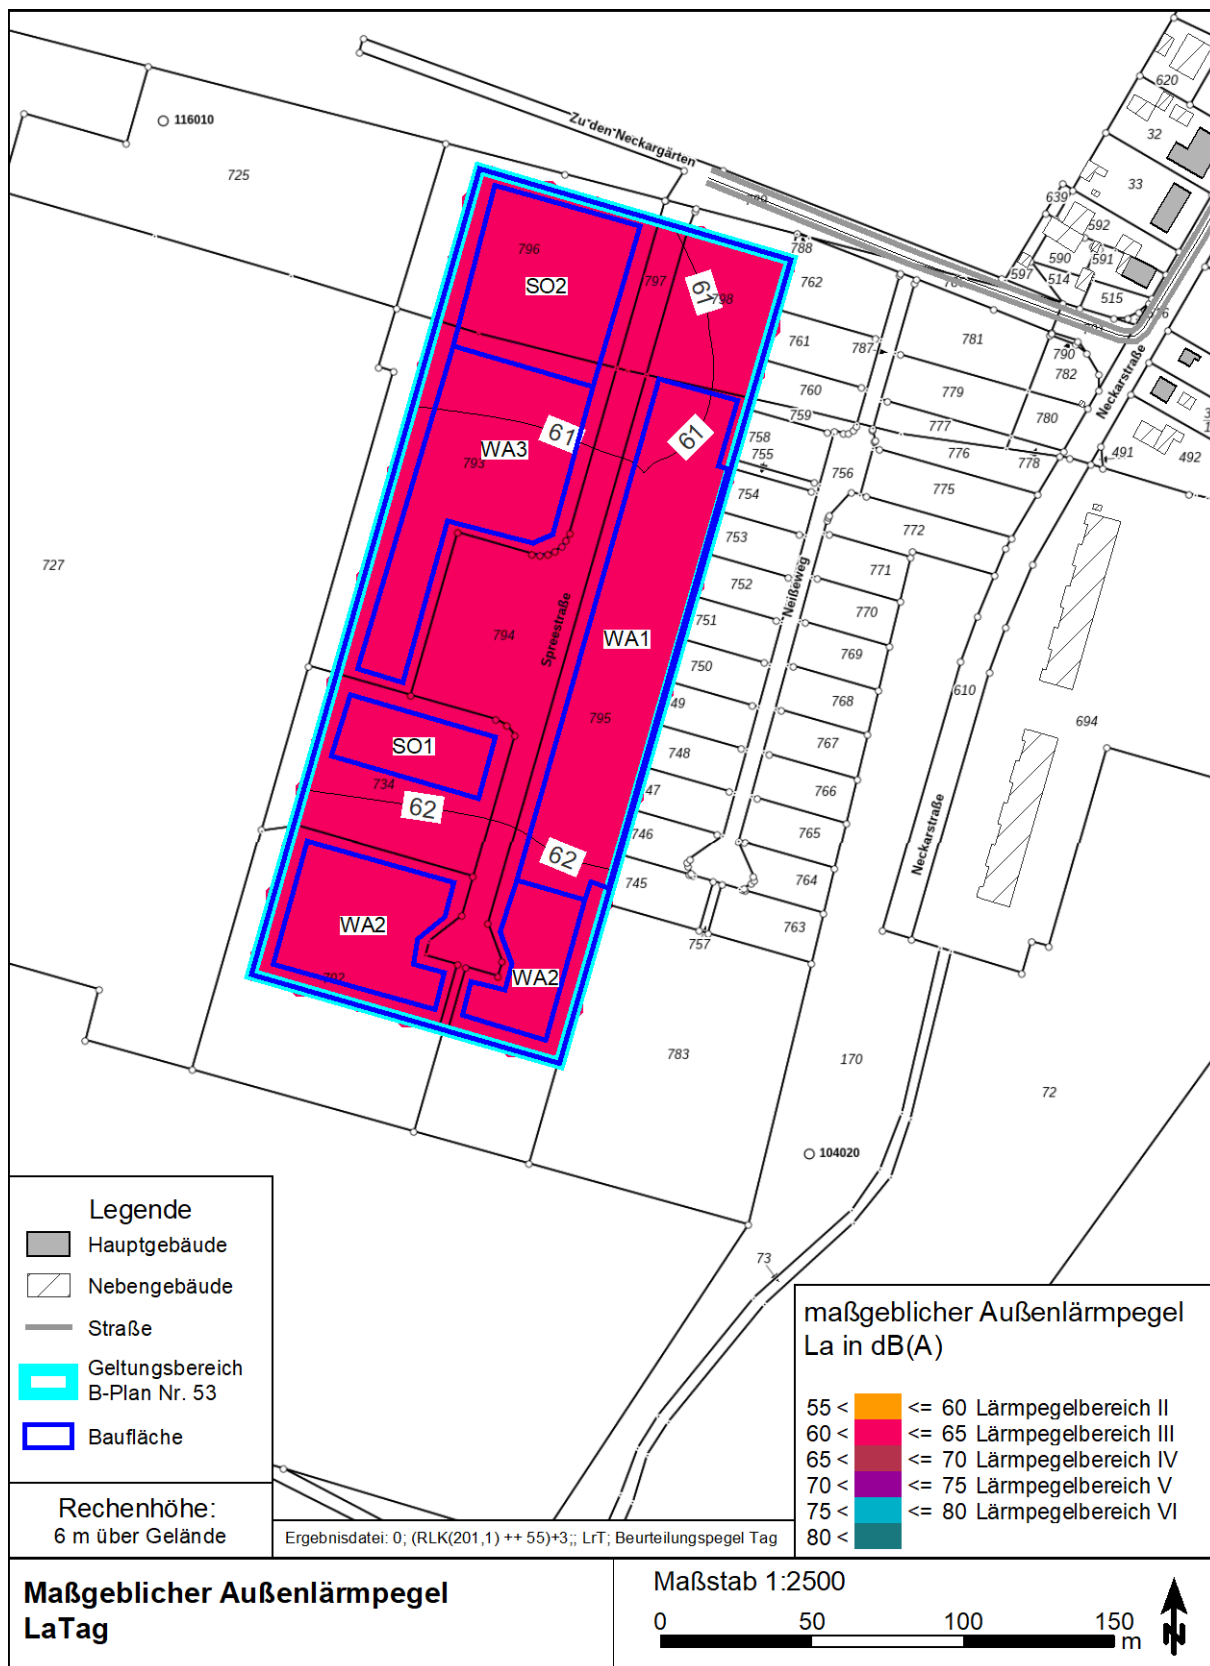 620
116010
Zu den Neckargärten
32
725
33
639
592
796
788
590
591
597
514
SO2
797
762
798
61
515
761
787
781
790
782
760
779
Neckarstraße
759
780
777
61
61
758
WA3
755
776
778
491
492
793
756
754
775
753
772
727
752
771
Neißeweg
751
770
Spreestraße
794
WA1
750
769
768
610
49
795
694
767
SO1
748
734
47
766
62
746
765
Neckarstraße
62
745
764
WA2
763
757
792
WA2
783
170
72
104020
73
Legende
Hauptgebäude
Nebengebäude
Straße
Geltungsbereich
B-Plan Nr. 53
Baufläche
Rechenhöhe:
6 m über Gelände
Ergebnisdatei: 0; (RLK(201,1) ++ 55)+3;; LrT; Beurteilungspegel Tag
maßgeblicher Außenlärmpegel
La in dB(A)
55 < <= 60 Lärmpegelbereich II
60 < <= 65 Lärmpegelbereich III
65 < <= 70 Lärmpegelbereich IV
70 < <= 75 Lärmpegelbereich V
75 < <= 80 Lärmpegelbereich VI
80 <
Maßgeblicher Außenlärmpegel
LaTag
Maßstab 1:2500
0 50 100 150
m
N